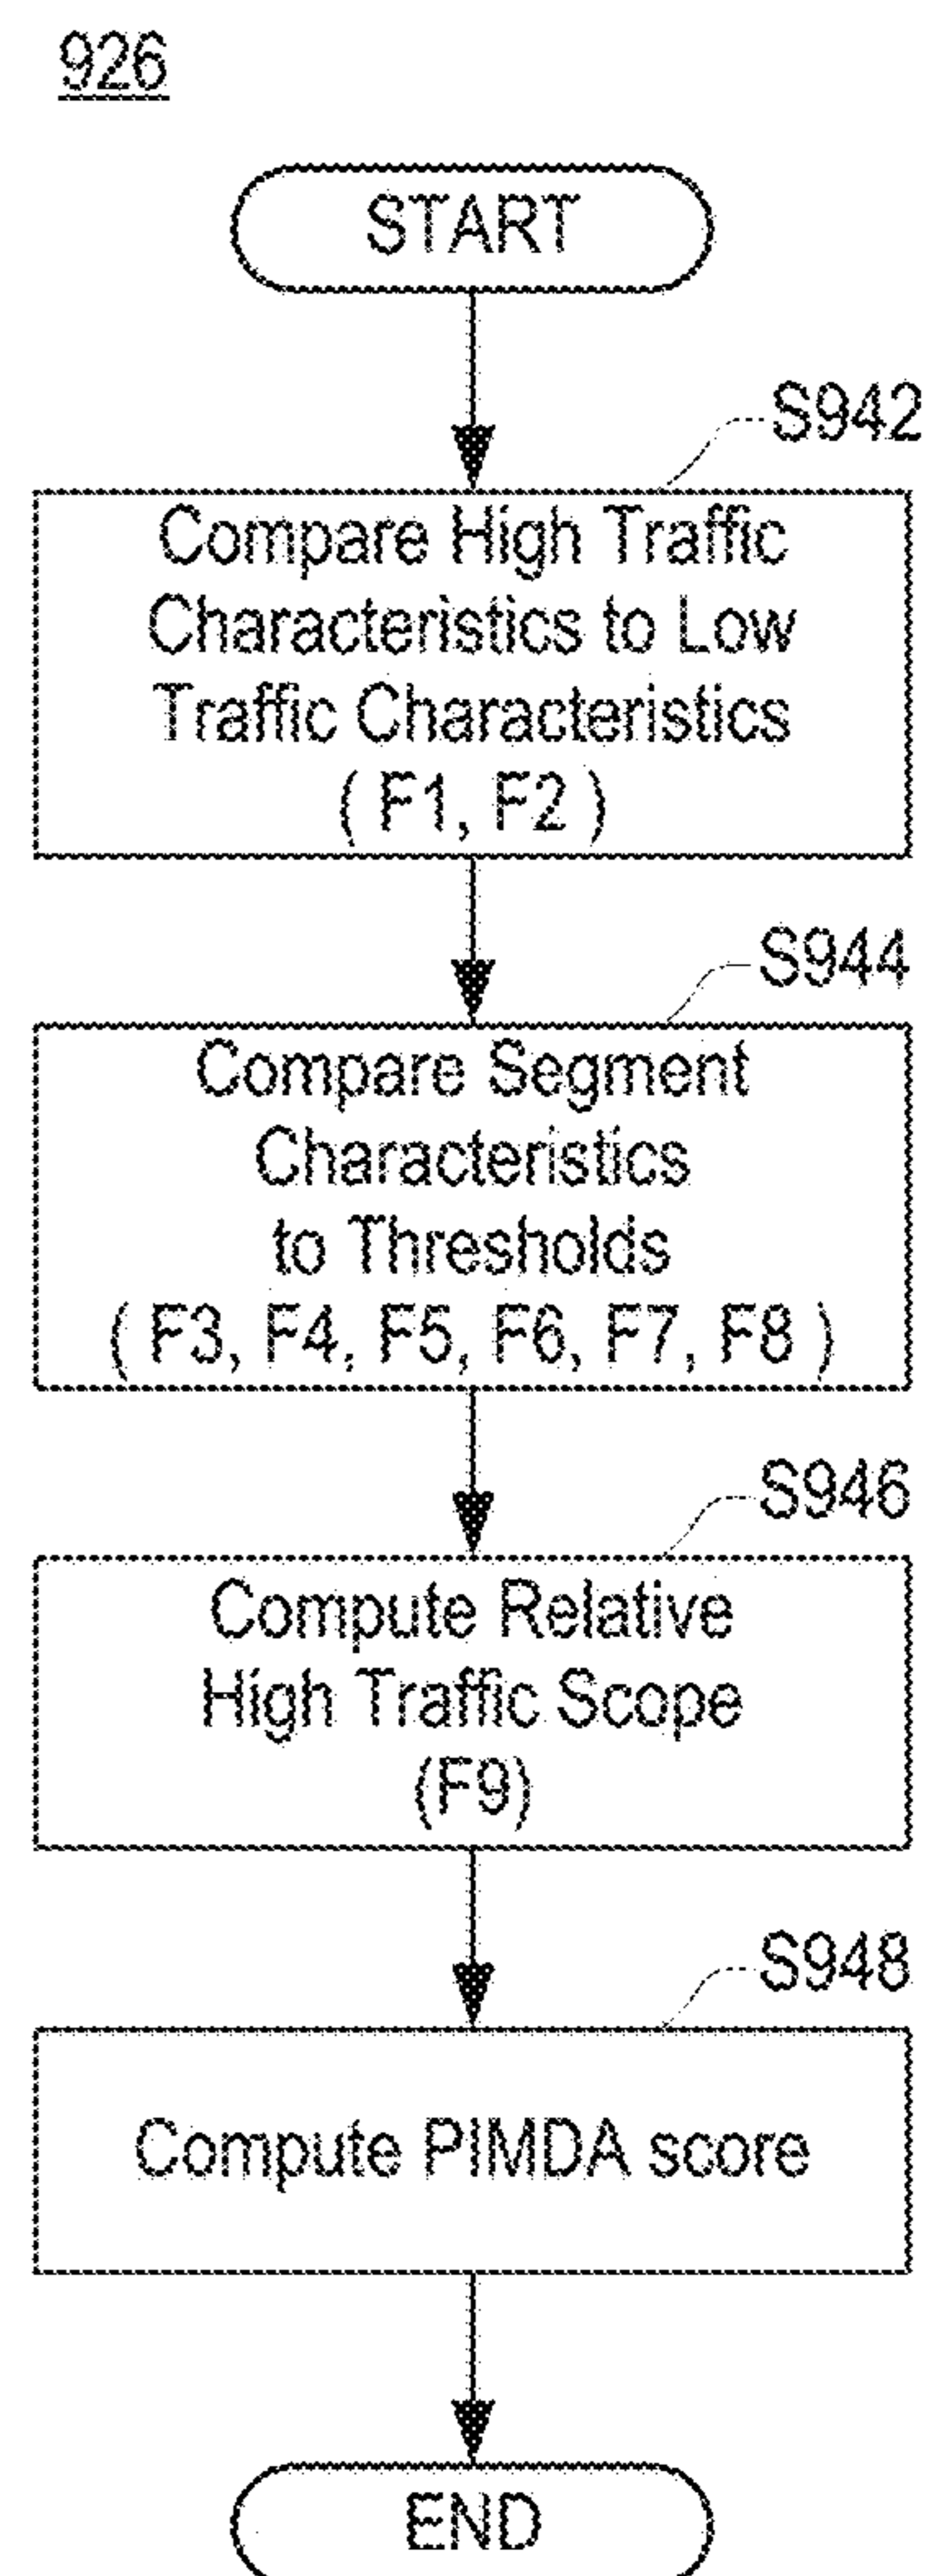 926
START
S942
Compare High Traffic
Characteristics to Low
Traffic Characteristics
( F1, F2 )
S944
Compare Segment
Characteristics
to Thresholds
( F3, F4, F5, F6, F7, F8 )
S946
Compute Relative
High Traffic Scope
(F9)
S948
Compute PIMDA score
END